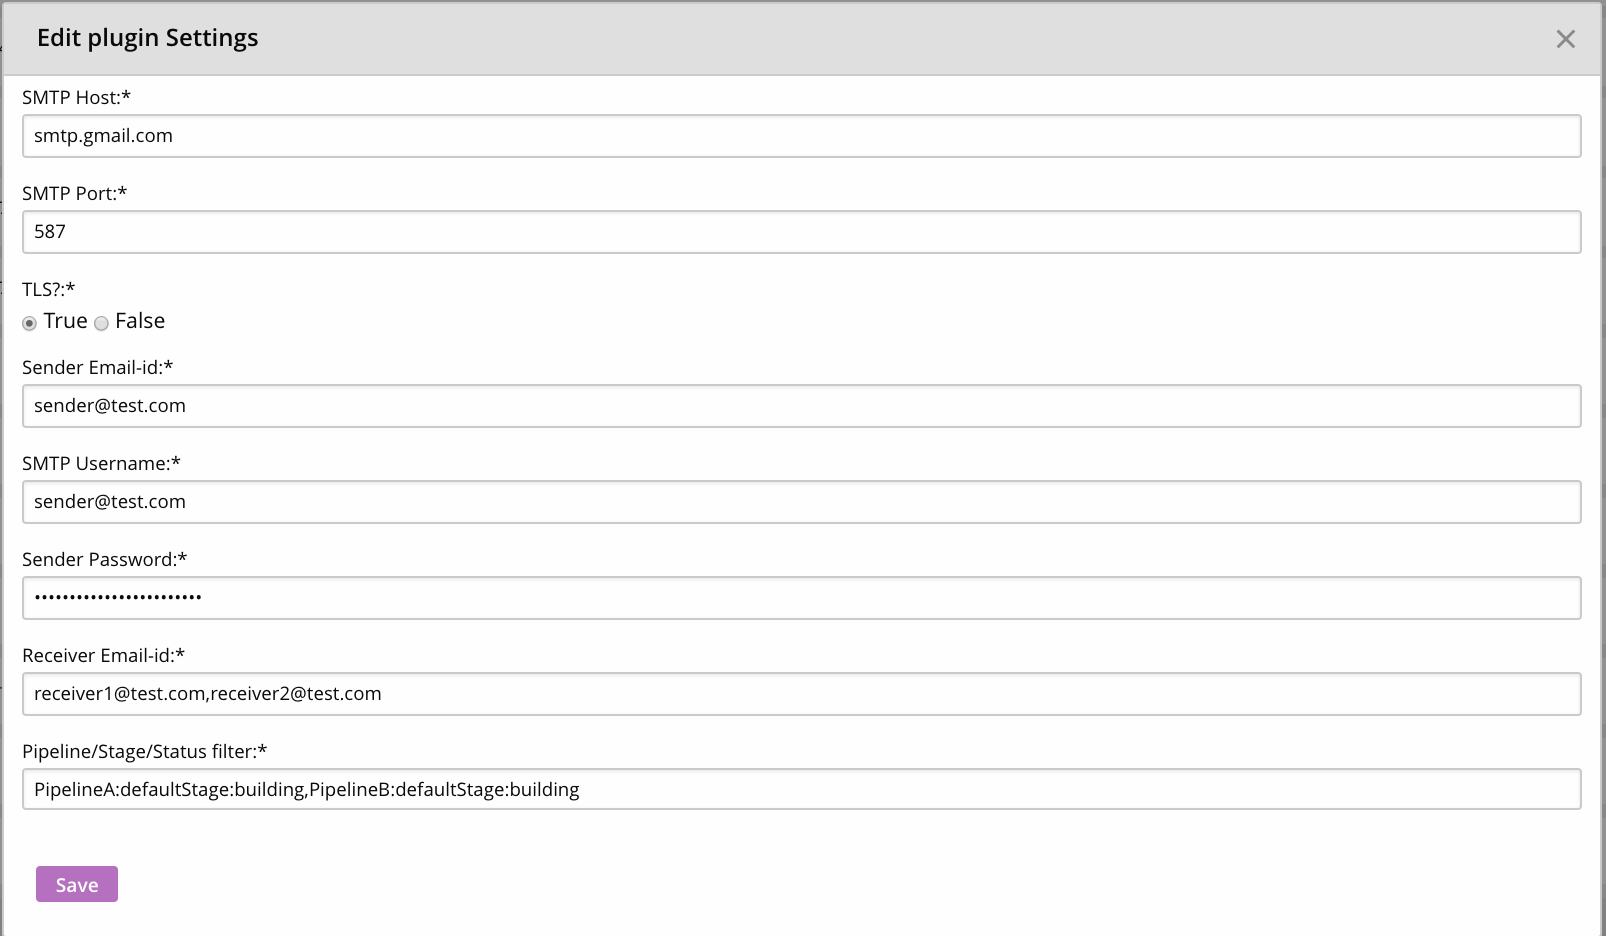 Edit plugin Settings
SMTP Host:*
smtp.gmail.com
SMTP Port:*
587
TLS?:*
True False
Sender Email-id:*
sender@test.com
SMTP Username:*
sender@test.com
Sender Password:*
••••••••••••••••••••••••
Receiver Email-id:*
receiver1@test.com,receiver2@test.com
Pipeline/Stage/Status filter:*
PipelineA:defaultStage:building,PipelineB:defaultStage:building
Save